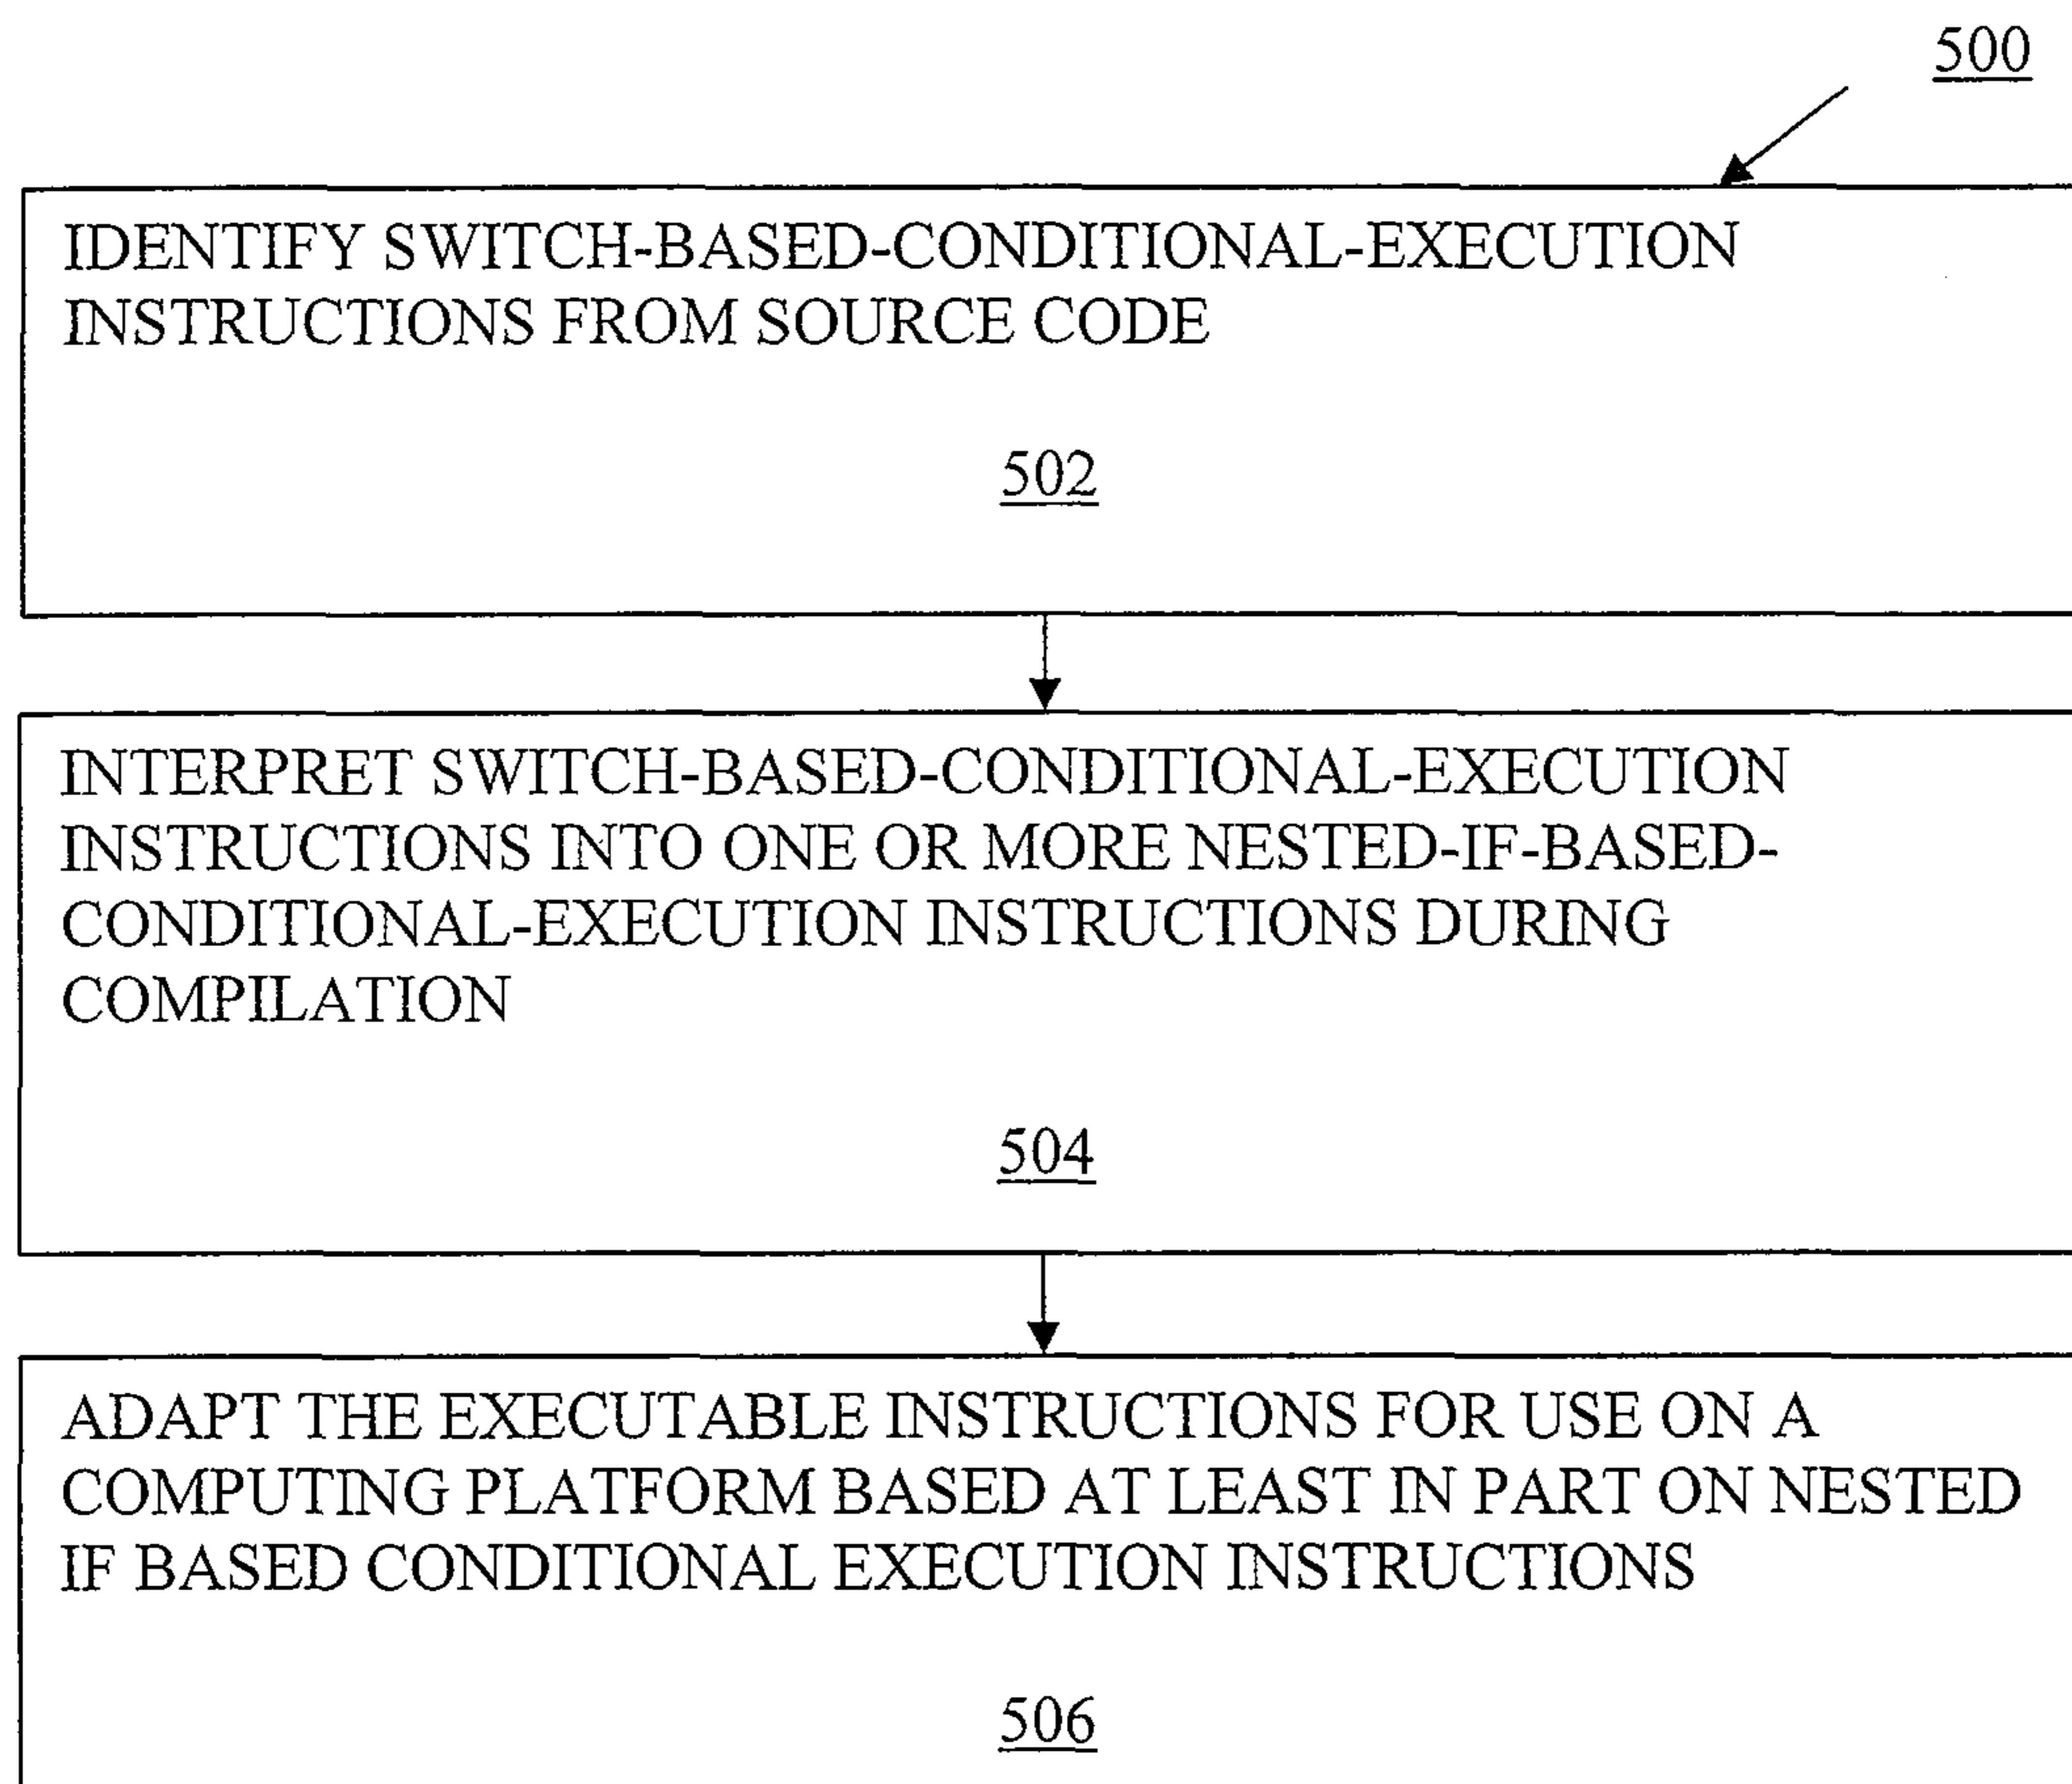 500
IDENTIFY SWITCH-BASED-CONDITIONAL-EXECUTION
INSTRUCTIONS FROM SOURCE CODE
502
INTERPRET SWITCH-BASED-CONDITIONAL-EXECUTION
INSTRUCTIONS INTO ONE OR MORE NESTED-IF-BASED-
CONDITIONAL-EXECUTION INSTRUCTIONS DURING
COMPILATION
504
ADAPT THE EXECUTABLE INSTRUCTIONS FOR USE ON A
COMPUTING PLATFORM BASED AT LEAST IN PART ON NESTED
IF BASED CONDITIONAL EXECUTION INSTRUCTIONS
506